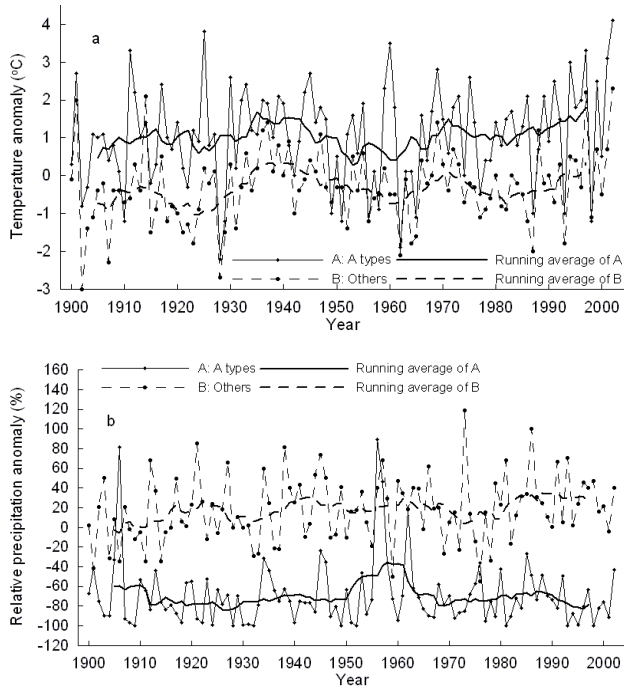 a
Temperature anomaly (°C)
4
3
2
1
0
-1
-2
-3
A: A types
Running average of A
B: Others
Running average of B
1900 1910 1920 1930 1940 1950 1960 1970 1980 1990 2000
Year
A: A types
Running average of A
B: Others
Running average of B
b
Relative precipitation anomaly (%)
160
140
120
100
80
60
40
20
0
-20
-40
-60
-80
-100
-120
1900 1910 1920 1930 1940 1950 1960 1970 1980 1990 2000
Year